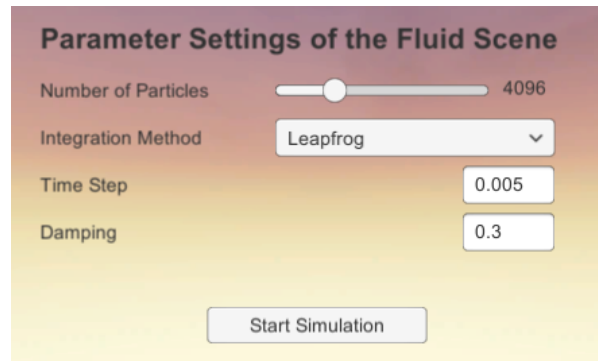 Parameter Settings of the Fluid Scene
Number of Particles 4096
Integration Method Leapfrog
Time Step 0.005
Damping 0.3
Start Simulation